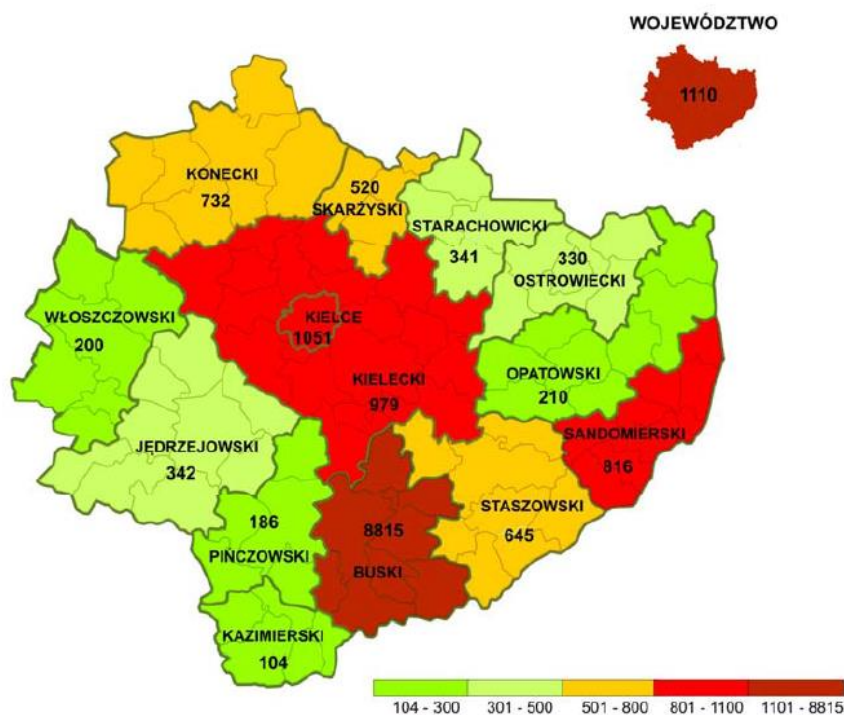 WOJEWÓDZTWO
1110
KONECKI
732
520
SKARŻYSKI
STARACHOWICKI
341
330
OSTROWIECKI
WŁOSZCZOWSKI
200
KIELCE
1051
KIELECKI
979
OPATOWSKI
210
SANDOMIERSKI
816
JĘDRZEJOWSKI
342
STASZOWSKI
645
186
PIŃCZOWSKI
8815
BUSKI
KAZIMIERSKI
104
104 - 300 301 - 500 501 - 800 801 - 1100 1101 - 8815